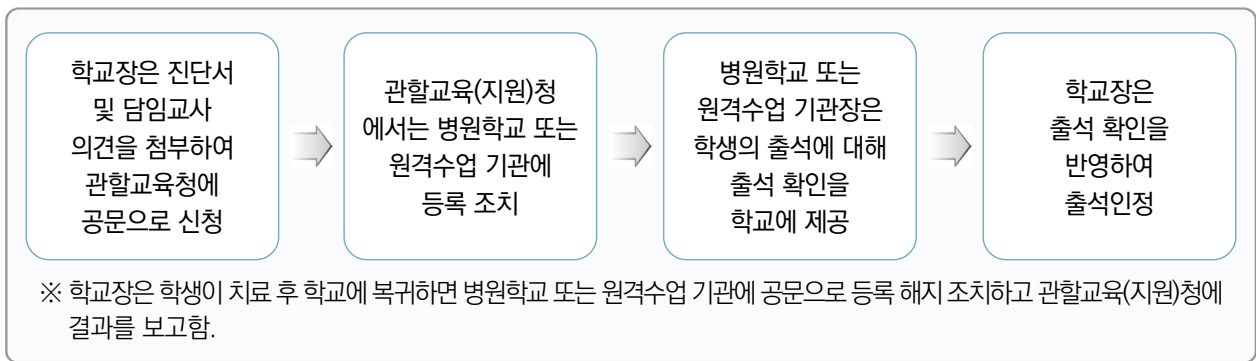 학교장은 진단서
및 담임교사
의견을 첨부하여
관할교육청에
공문으로 신청
관할교육(지원)청
에서는 병원학교 또는
원격수업 기관에
등록 조치
병원학교 또는
원격수업 기관장은
학생의 출석에 대해
출석 확인을
학교에 제공
학교장은
출석 확인을
반영하여
출석인정
※ 학교장은 학생이 치료 후 학교에 복귀하면 병원학교 또는 원격수업 기관에 공문으로 등록 해지 조치하고 관할교육(지원)청에
결과를 보고함.